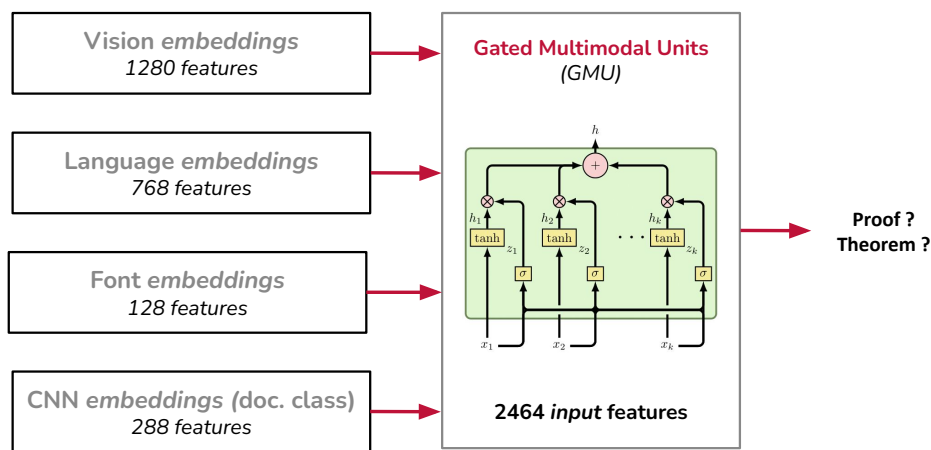 Vision embeddings
1280 features
Language embeddings
768 features
Font embeddings
128 features
CNN embeddings (doc. class)
288 features
Gated Multimodal Units
(GMU)
h
+
h₁ h₂ hₖ
tanh tanh . . . tanh
z₁ z₂ zₖ
σ σ σ
x₁ x₂ xₖ
2464 input features
Proof ?
Theorem ?